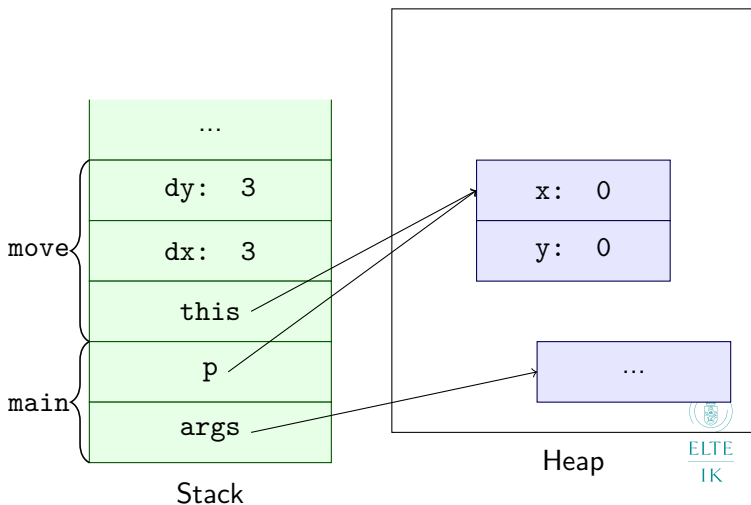 ...
dy: 3
dx: 3
this
p
args
move
main
Stack
x: 0
y: 0
...
Heap
ELTE
IK